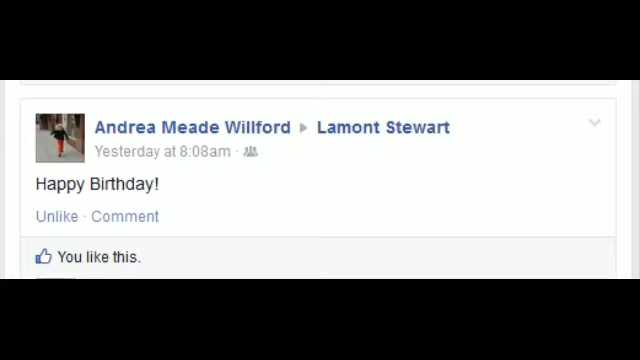 Andrea Meade Willford ▸ Lamont Stewart
Yesterday at 8:08am ·
Happy Birthday!
Unlike · Comment
You like this.